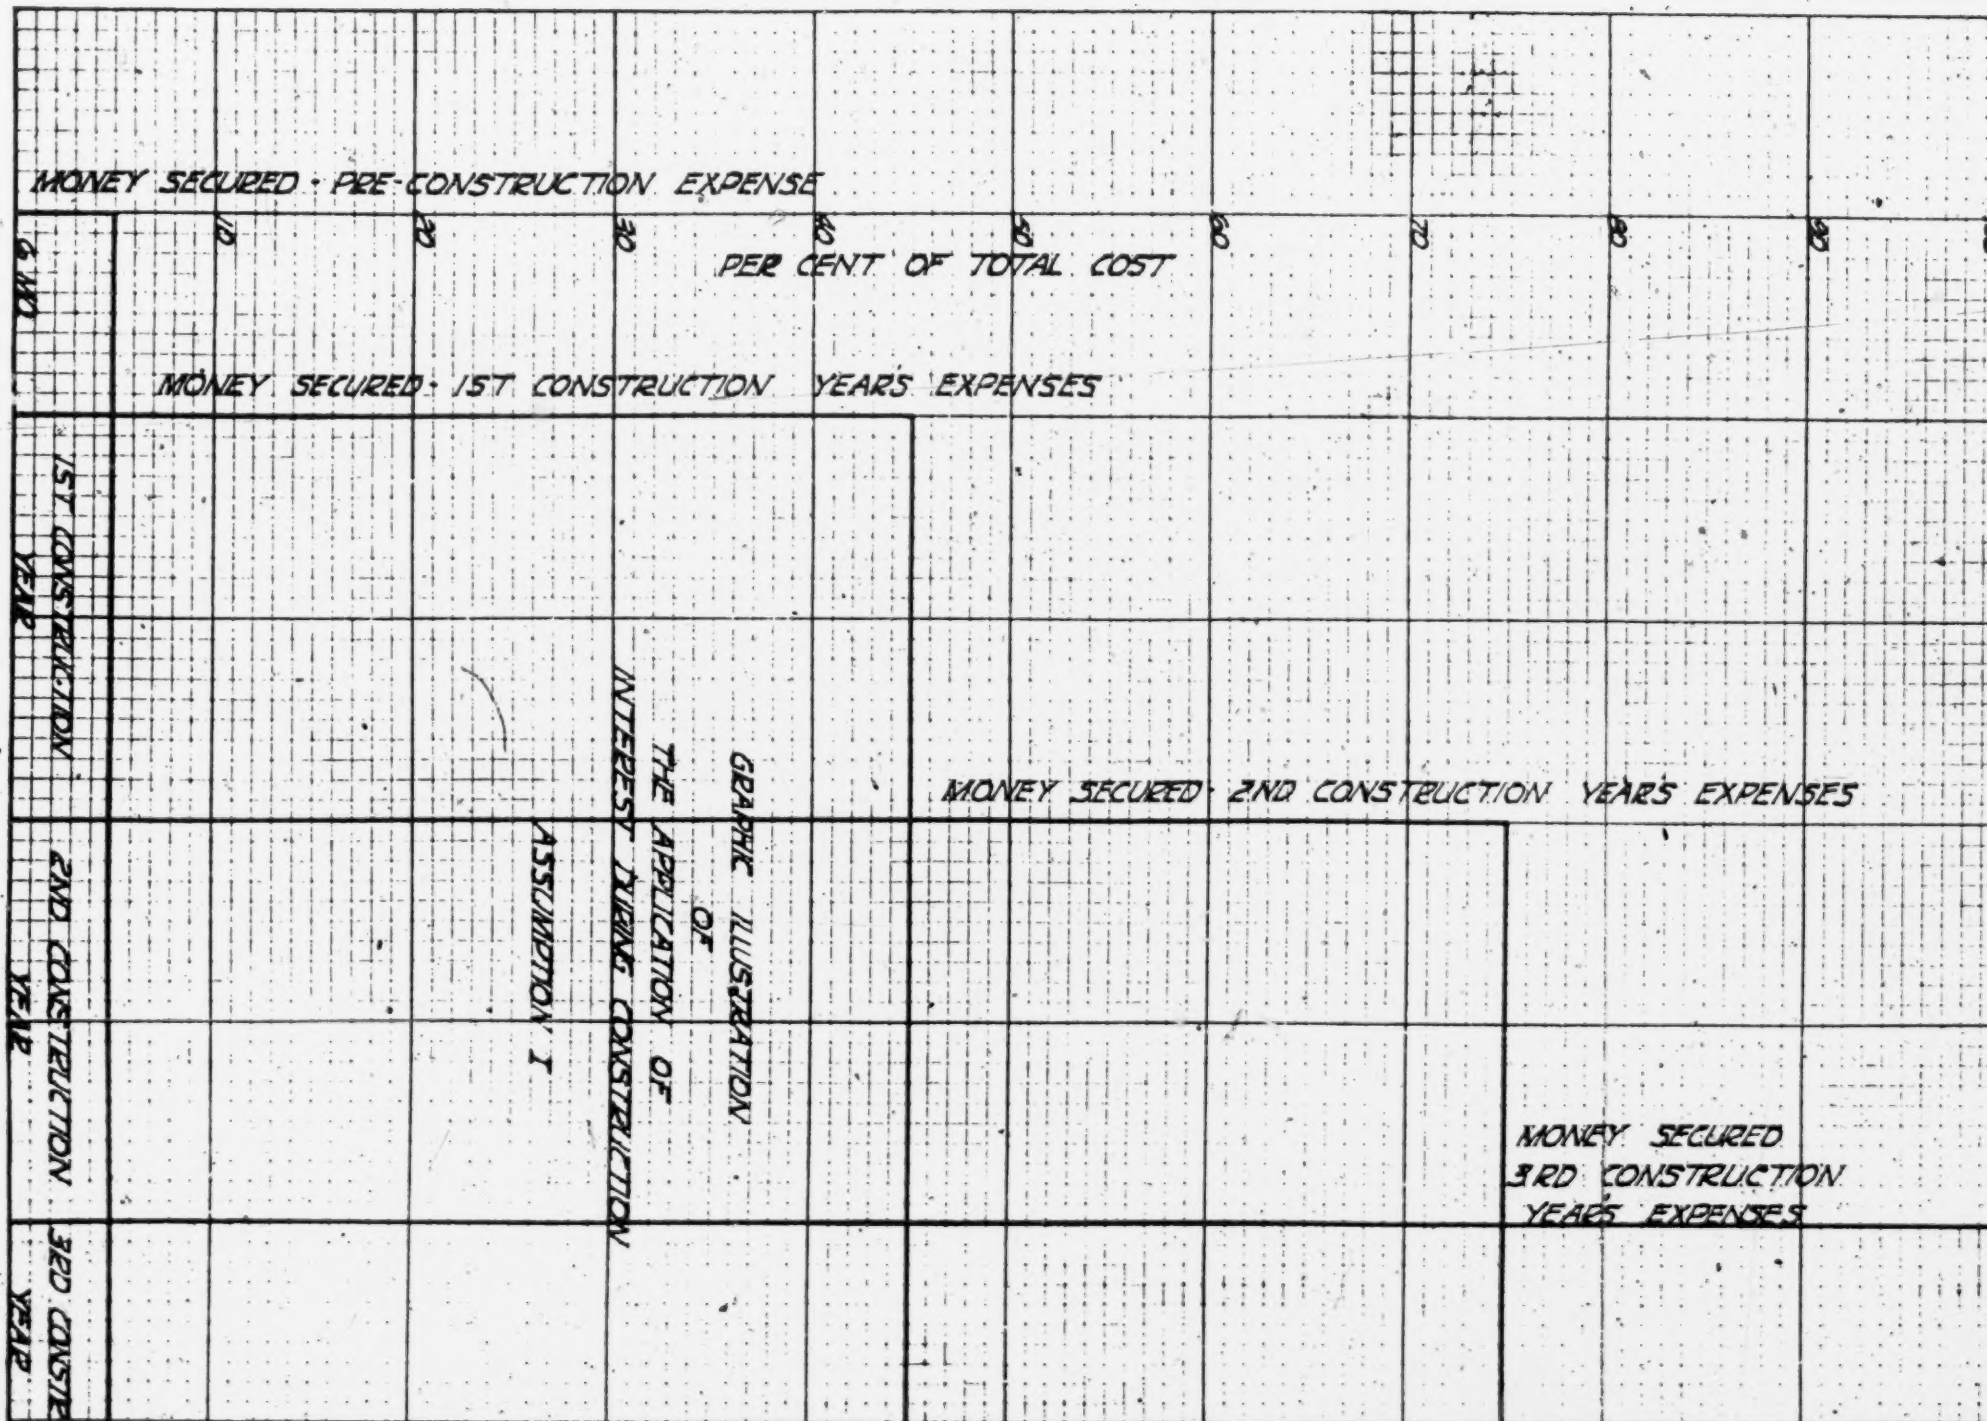 MONEY SECURED - PRE-CONSTRUCTION EXPENSE
10 20 30 40 50 60 70 80 90
PER CENT OF TOTAL COST
6 MO
MONEY SECURED - 1ST CONSTRUCTION YEARS EXPENSES
1ST CONSTRUCTION
YEAR
GRAPHIC ILLUSTRATION
OF
THE APPLICATION OF
INTEREST DURING CONSTRUCTION
ASSUMPTION I
MONEY SECURED - 2ND CONSTRUCTION YEARS EXPENSES
2ND CONSTRUCTION
YEAR
MONEY SECURED
3RD CONSTRUCTION
YEARS EXPENSES
3RD CONSTR
YEAR